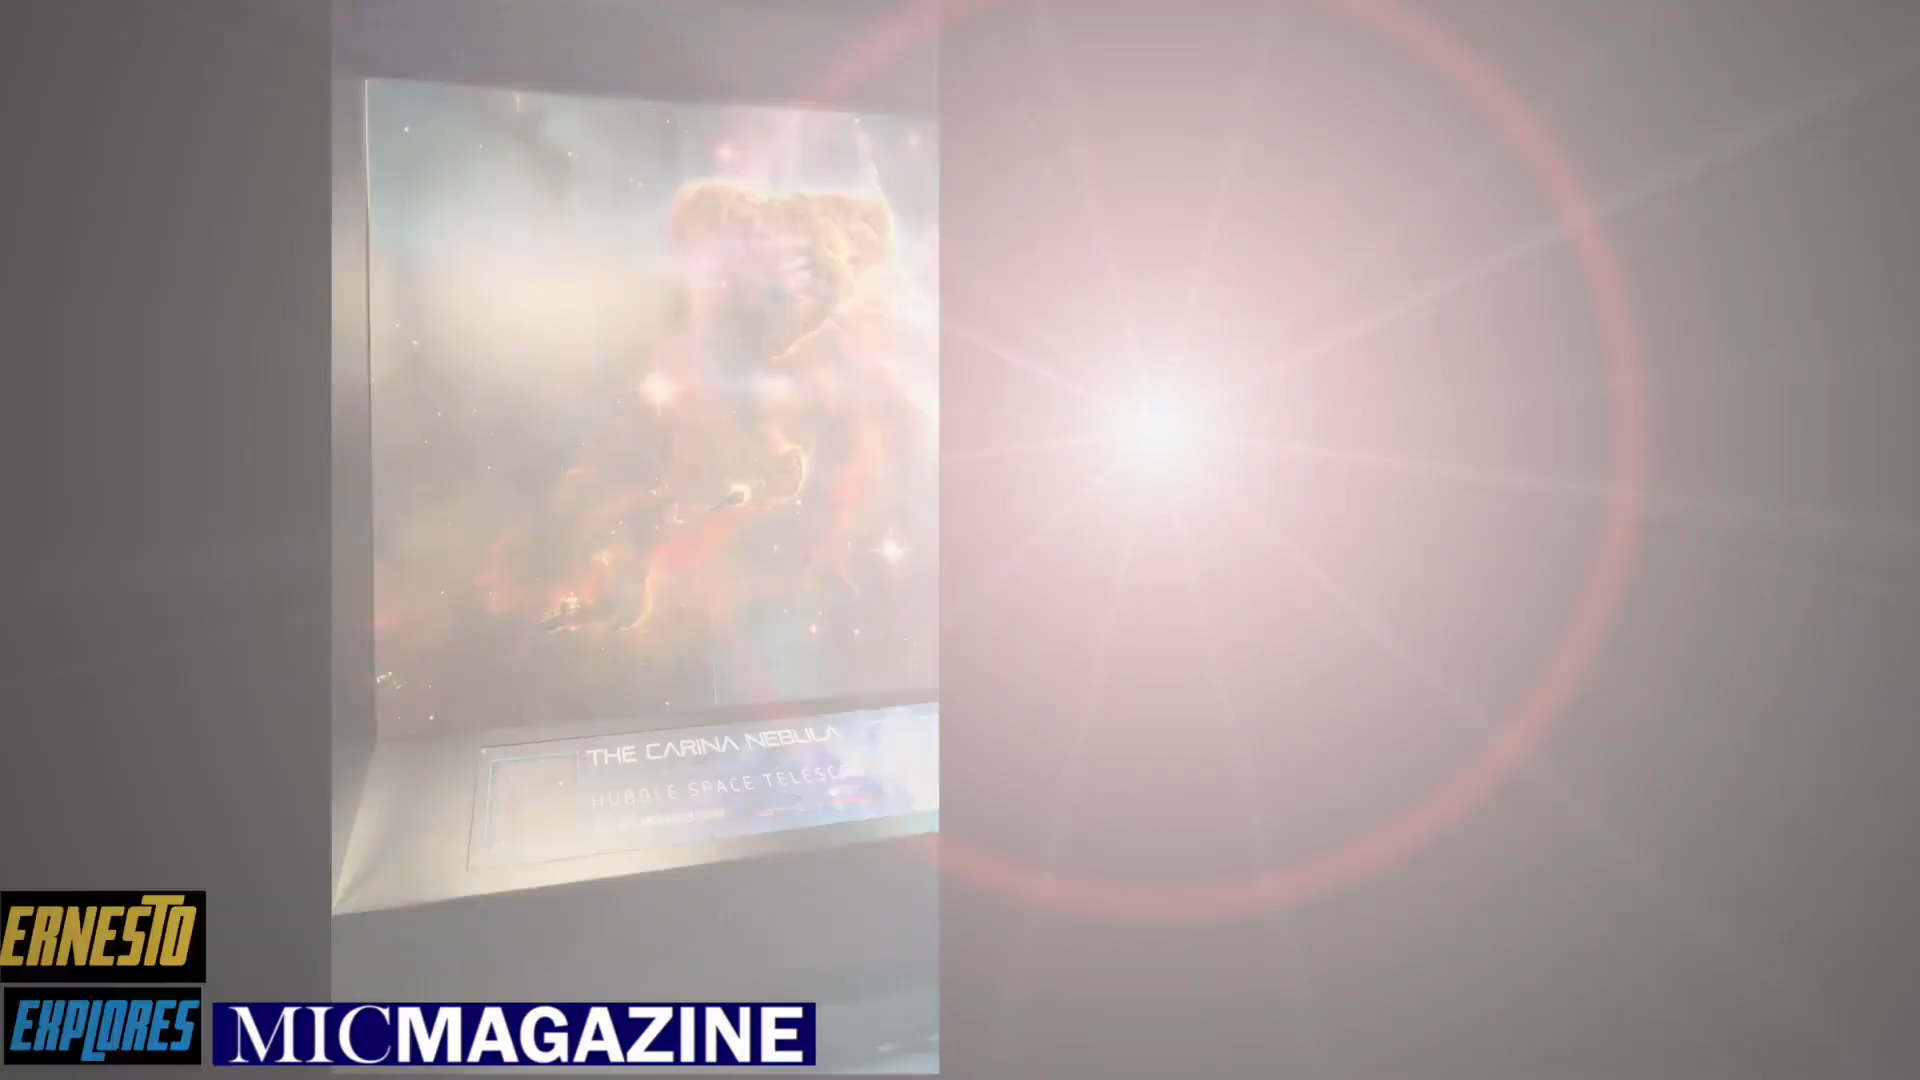 THE CARINA NEBULA
HUBBLE SPACE TELESC
ERNESTO
EXPLORES
MICMAGAZINE